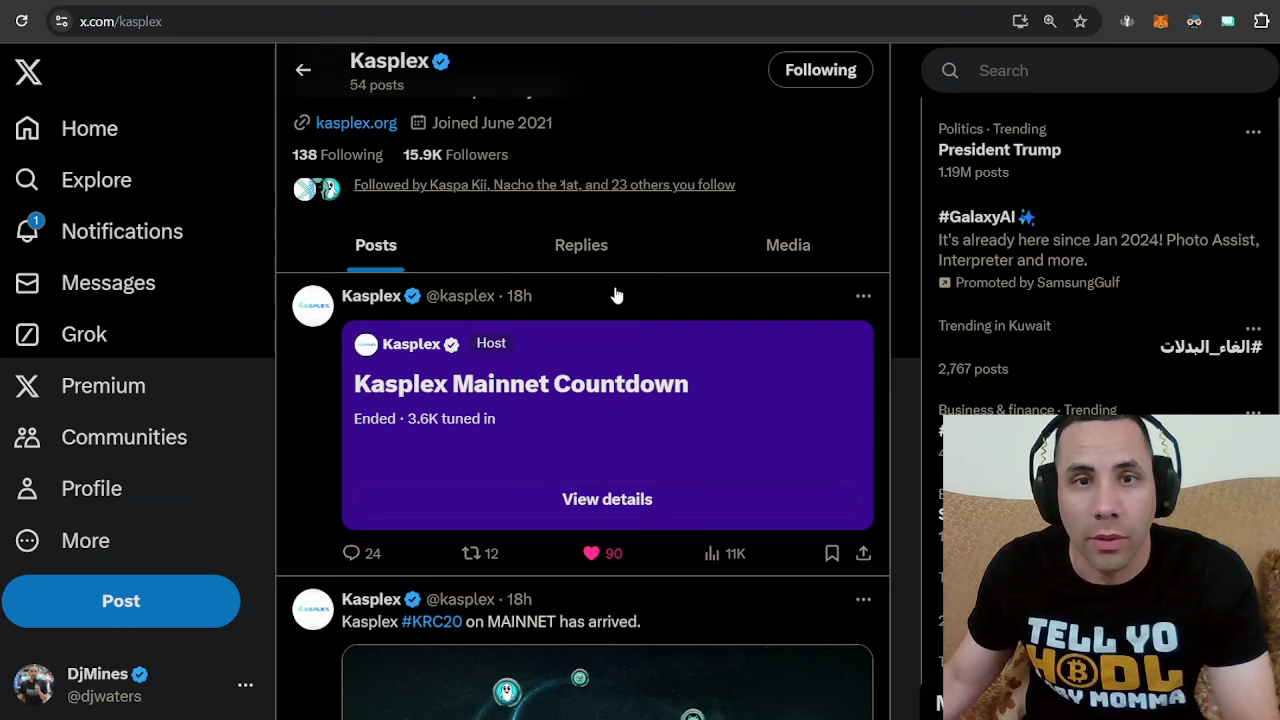 x.com/kasplex
Home
Explore
1
Notifications
Messages
Grok
Premium
Communities
Profile
More
Post
DjMines
@djwaters
Kasplex
54 posts
Following
kasplex.org Joined June 2021
138 Following 15.9K Followers
Followed by Kaspa Kii, Nacho the 𐤊at, and 23 others you follow
Posts Replies Media
Kasplex @kasplex · 18h
Kasplex Host
Kasplex Mainnet Countdown
Ended · 3.6K tuned in
View details
24 12 90 11K
Kasplex @kasplex · 18h
Kasplex #KRC20 on MAINNET has arrived.
Search
Politics · Trending
President Trump
1.19M posts
#GalaxyAI
It's already here since Jan 2024! Photo Assist,
Interpreter and more.
Promoted by SamsungGulf
Trending in Kuwait
#الغاء_البدلات
2,767 posts
Business & finance · Trending
TELL YO
HODL
MOMMA